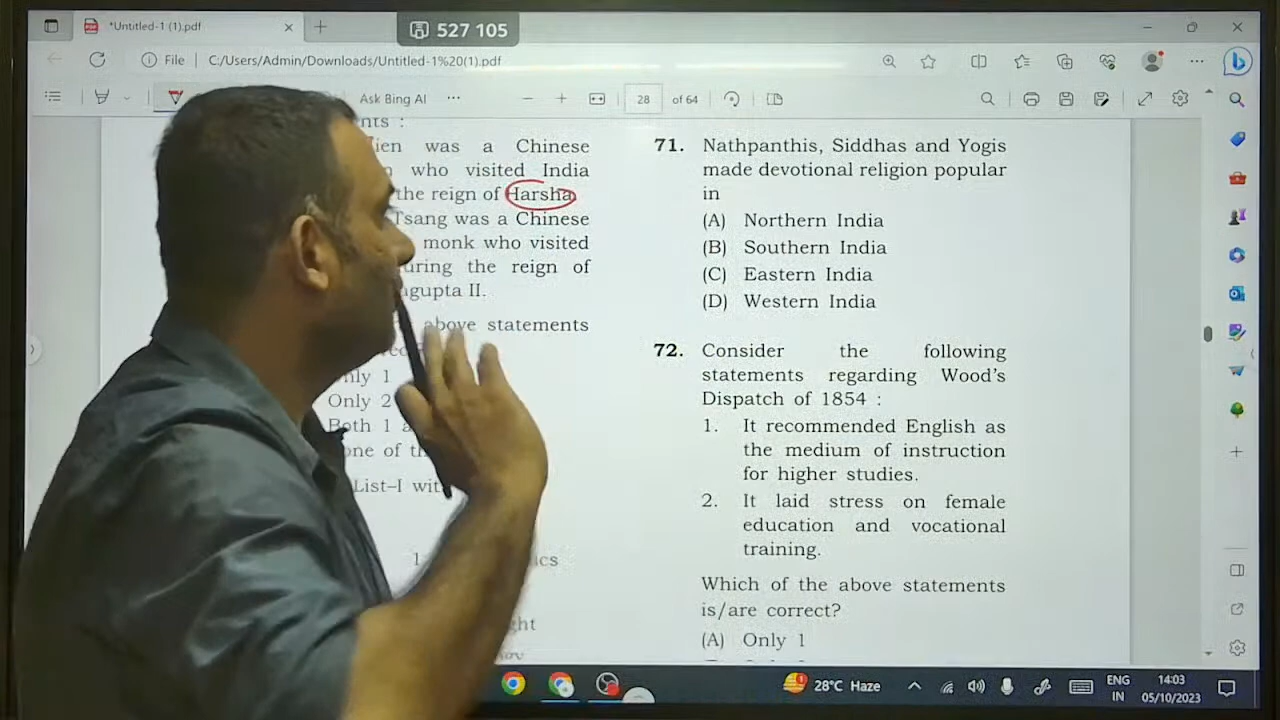 *Untitled-1 (1).pdf
527 105
File
C:/Users/Admin/Downloads/Untitled-1%20(1).pdf
Ask Bing AI
28 of 64
was a Chinese
who visited India
the reign of Harsha
Tsang was a Chinese
monk who visited
the reign of
II.
above statements
Only 2
Both 1
List–I
71. Nathpanthis, Siddhas and Yogis
made devotional religion popular
in
(A) Northern India
(B) Southern India
(C) Eastern India
(D) Western India
72. Consider the following
statements regarding Wood's
Dispatch of 1854 :
1. It recommended English as
the medium of instruction
for higher studies.
2. It laid stress on female
education and vocational
training.
Which of the above statements
is/are correct?
(A) Only 1
28°C Haze
ENG
IN
14:03
05/10/2023